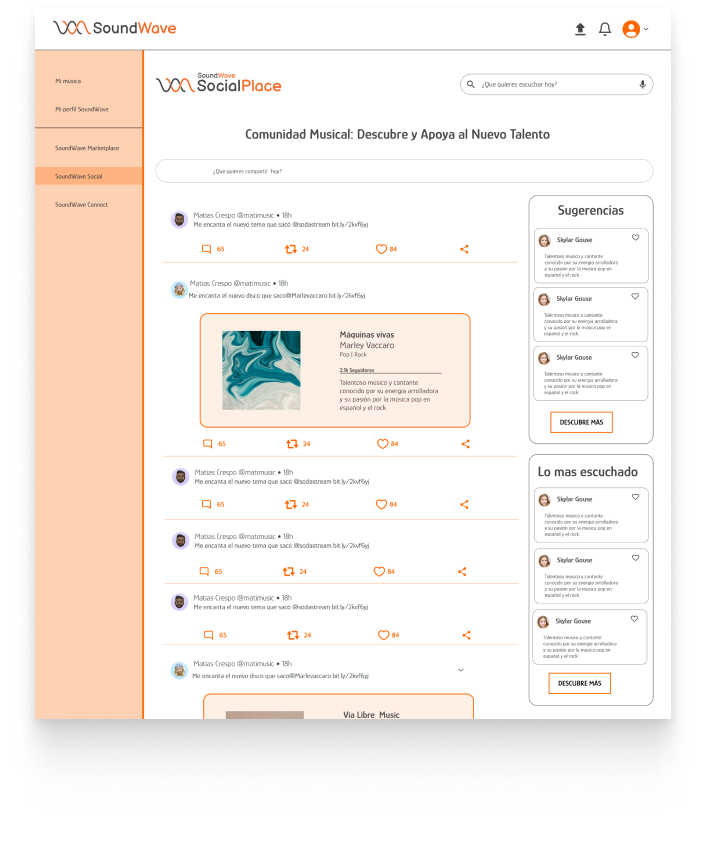 SoundWave
Mi música
Mi perfil SoundWave
SoundWave Marketplace
SoundWave Social
SoundWave Connect
SoundWave
SocialPlace
¿Que quieres escuchar hoy?
Comunidad Musical: Descubre y Apoya al Nuevo Talento
¿Que quieres compartir hoy?
Matias Crespo @matimusic • 18h
Me encanta el nuevo tema que sacó @sodastream bit.ly/2kvf6yj
65 24 84
Matias Crespo @matimusic • 18h
Me encanta el nuevo disco que saco@Marlevaccaro bit.ly/2kvf6yj
Máquinas vivas
Marley Vaccaro
Pop | Rock
2.1k Seguidores
Talentoso músico y cantante
conocido por su energía arrolladora
y su pasión por la música pop en
español y el rock.
65 24 84
Matias Crespo @matimusic • 18h
Me encanta el nuevo tema que sacó @sodastream bit.ly/2kvf6yj
65 24 84
Matias Crespo @matimusic • 18h
Me encanta el nuevo tema que sacó @sodastream bit.ly/2kvf6yj
65 24 84
Matias Crespo @matimusic • 18h
Me encanta el nuevo tema que sacó @sodastream bit.ly/2kvf6yj
65 24 84
Matias Crespo @matimusic • 18h
Me encanta el nuevo disco que saco@Marlevaccaro bit.ly/2kvf6yj
Via Libre Music
Sugerencias
Skylar Gouse
Talentoso músico y cantante
conocido por su energía arrolladora
y su pasión por la música pop en
español y el rock.
Skylar Gouse
Talentoso músico y cantante
conocido por su energía arrolladora
y su pasión por la música pop en
español y el rock.
Skylar Gouse
Talentoso músico y cantante
conocido por su energía arrolladora
y su pasión por la música pop en
español y el rock.
DESCUBRE MÁS
Lo mas escuchado
Skylar Gouse
Talentoso músico y cantante
conocido por su energía arrolladora
y su pasión por la música pop en
español y el rock.
Skylar Gouse
Talentoso músico y cantante
conocido por su energía arrolladora
y su pasión por la música pop en
español y el rock.
Skylar Gouse
Talentoso músico y cantante
conocido por su energía arrolladora
y su pasión por la música pop en
español y el rock.
DESCUBRE MÁS